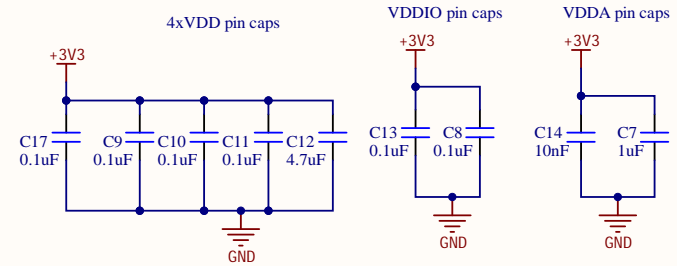 4xVDD pin caps
VDDIO pin caps
VDDA pin caps
+3V3
+3V3
+3V3
C17
0.1uF
C9
0.1uF
C10
0.1uF
C11
0.1uF
C12
4.7uF
C13
0.1uF
C8
0.1uF
C14
10nF
C7
1uF
GND
GND
GND